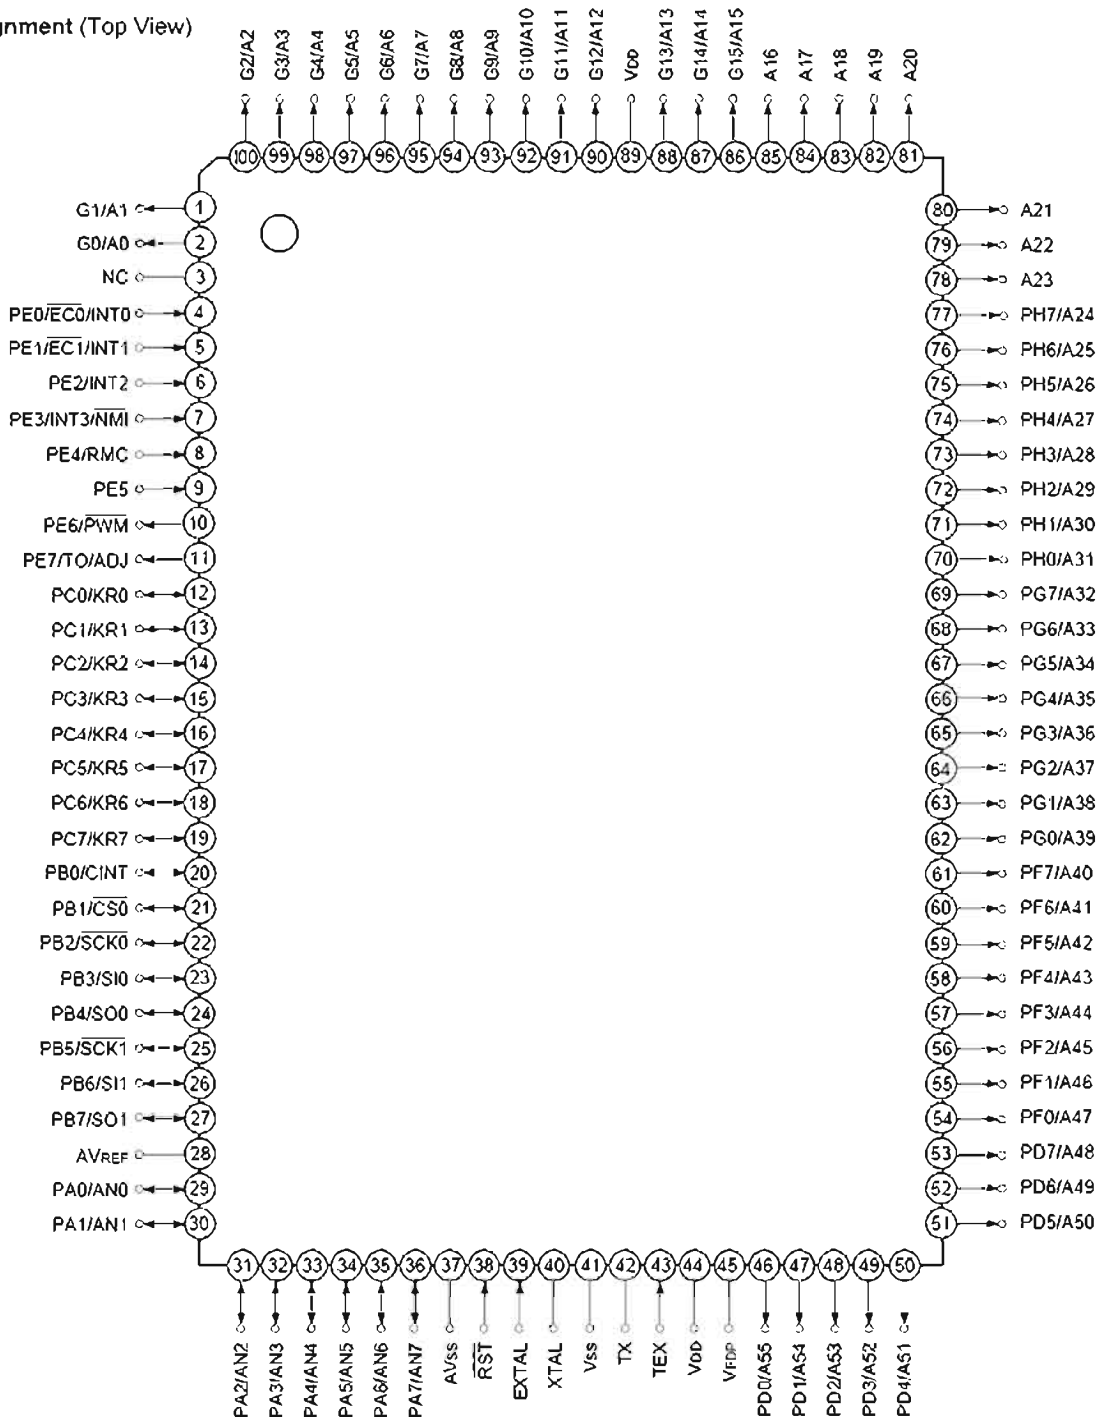 gnment (Top View)
G2/A2
G3/A3
G4/A4
G5/A5
G6/A6
G7/A7
G8/A8
G9/A9
G10/A10
G11/A11
G12/A12
VDD
G13/A13
G14/A14
G15/A15
A16
A17
A18
A19
A20
100 99 98 97 96 95 94 93 92 91 90 89 88 87 86 85 84 83 82 81
G1/A1 1
G0/A0 2
NC 3
PE0/EC0/INT0 4
PE1/EC1/INT1 5
PE2/INT2 6
PE3/INT3/NMI 7
PE4/RMC 8
PE5 9
PE6/PWM 10
PE7/TO/ADJ 11
PC0/KR0 12
PC1/KR1 13
PC2/KR2 14
PC3/KR3 15
PC4/KR4 16
PC5/KR5 17
PC6/KR6 18
PC7/KR7 19
PB0/CINT 20
PB1/CS0 21
PB2/SCK0 22
PB3/SI0 23
PB4/SO0 24
PB5/SCK1 25
PB6/SI1 26
PB7/SO1 27
AVREF 28
PA0/AN0 29
PA1/AN1 30
80 A21
79 A22
78 A23
77 PH7/A24
76 PH6/A25
75 PH5/A26
74 PH4/A27
73 PH3/A28
72 PH2/A29
71 PH1/A30
70 PH0/A31
69 PG7/A32
68 PG6/A33
67 PG5/A34
66 PG4/A35
65 PG3/A36
64 PG2/A37
63 PG1/A38
62 PG0/A39
61 PF7/A40
60 PF6/A41
59 PF5/A42
58 PF4/A43
57 PF3/A44
56 PF2/A45
55 PF1/A46
54 PF0/A47
53 PD7/A48
52 PD6/A49
51 PD5/A50
31 32 33 34 35 36 37 38 39 40 41 42 43 44 45 46 47 48 49 50
PA2/AN2
PA3/AN3
PA4/AN4
PA5/AN5
PA6/AN6
PA7/AN7
AVSS
RST
EXTAL
XTAL
VSS
TX
TEX
VDD
VFDP
PD0/A55
PD1/A54
PD2/A53
PD3/A52
PD4/A51